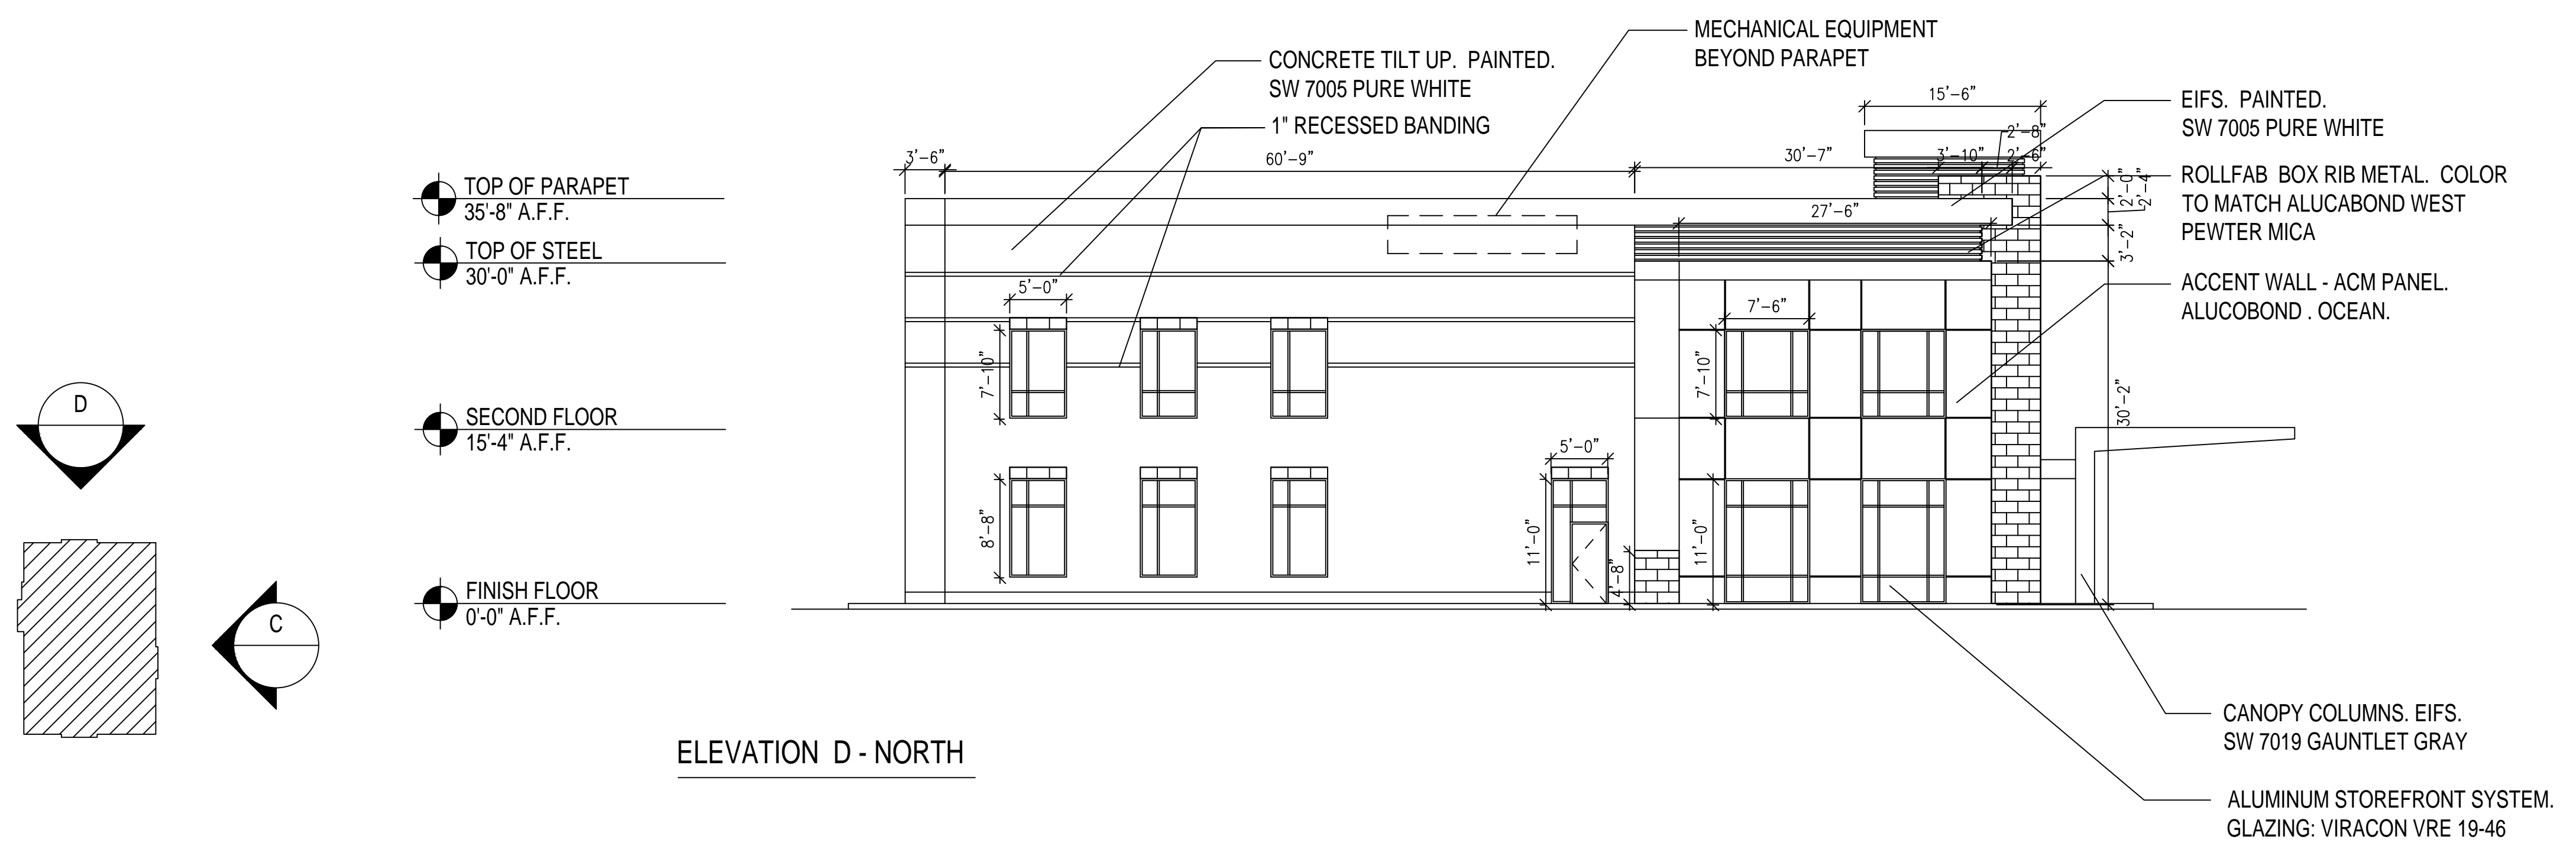 MECHANICAL EQUIPMENT
BEYOND PARAPET
CONCRETE TILT UP.  PAINTED.
SW 7005 PURE WHITE
1" RECESSED BANDING
15'-6"
EIFS.  PAINTED.
SW 7005 PURE WHITE
2'-8"
3'-6"
60'-9"
30'-7"
3'-10"
2'-6"
ROLLFAB  BOX RIB METAL.  COLOR
TO MATCH ALUCABOND WEST
PEWTER MICA
TOP OF PARAPET
35'-8" A.F.F.
2'-0"
2'-4"
27'-6"
TOP OF STEEL
30'-0" A.F.F.
3'-2"
ACCENT WALL - ACM PANEL.
ALUCOBOND . OCEAN.
5'-0"
7'-6"
7'-10"
7'-10"
30'-2"
D
SECOND FLOOR
15'-4" A.F.F.
5'-0"
8'-8"
11'-0"
4'-8"
11'-0"
FINISH FLOOR
0'-0" A.F.F.
C
CANOPY COLUMNS. EIFS.
SW 7019 GAUNTLET GRAY
ELEVATION  D - NORTH
ALUMINUM STOREFRONT SYSTEM.
GLAZING: VIRACON VRE 19-46